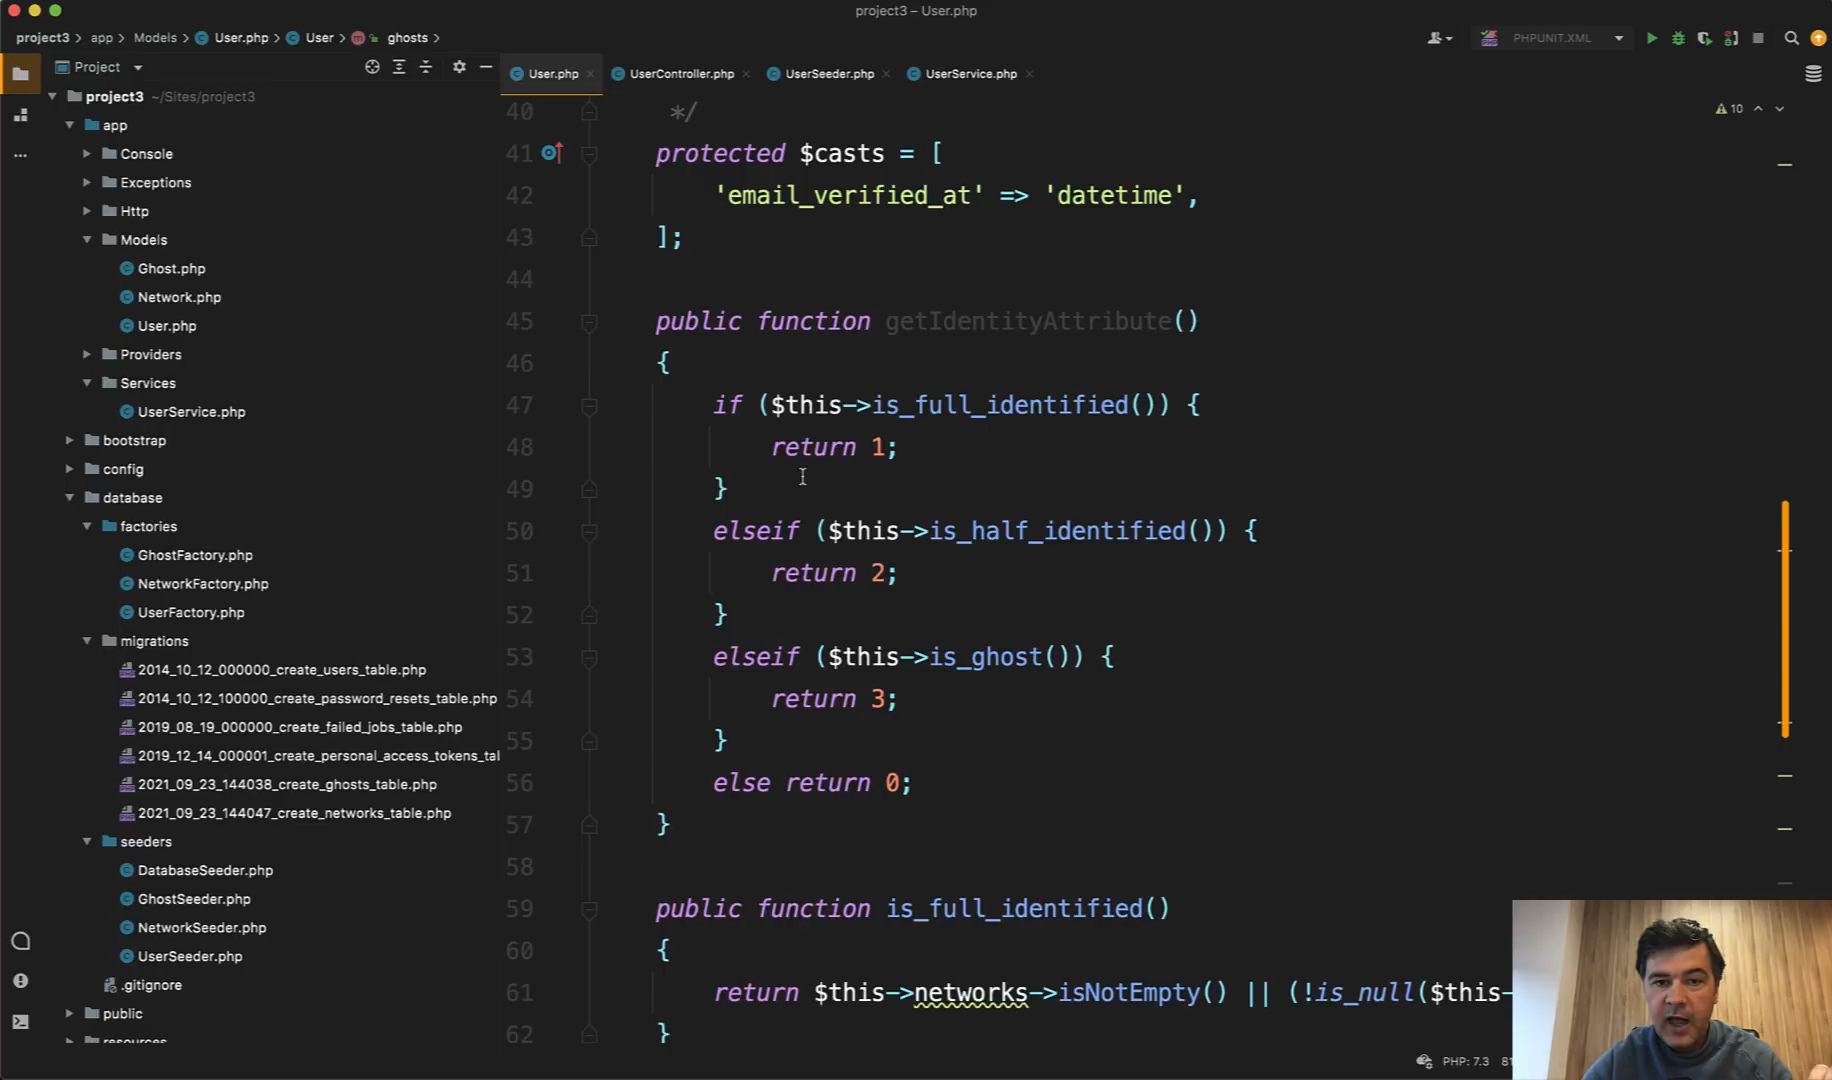 project3 – User.php
project3 > app > Models > User.php > User > ghosts >
PHPUNIT.XML
Project
User.php
UserController.php
UserSeeder.php
UserService.php
project3 ~/Sites/project3
app
Console
Exceptions
Http
Models
Ghost.php
Network.php
User.php
Providers
Services
UserService.php
bootstrap
config
database
factories
GhostFactory.php
NetworkFactory.php
UserFactory.php
migrations
2014_10_12_000000_create_users_table.php
2014_10_12_100000_create_password_resets_table.php
2019_08_19_000000_create_failed_jobs_table.php
2019_12_14_000001_create_personal_access_tokens_tal
2021_09_23_144038_create_ghosts_table.php
2021_09_23_144047_create_networks_table.php
seeders
DatabaseSeeder.php
GhostSeeder.php
NetworkSeeder.php
UserSeeder.php
.gitignore
public
resources
10
40 */
41 protected $casts = [
42 'email_verified_at' => 'datetime',
43 ];
44
45 public function getIdentityAttribute()
46 {
47 if ($this->is_full_identified()) {
48 return 1;
49 }
50 elseif ($this->is_half_identified()) {
51 return 2;
52 }
53 elseif ($this->is_ghost()) {
54 return 3;
55 }
56 else return 0;
57 }
58
59 public function is_full_identified()
60 {
61 return $this->networks->isNotEmpty() || (!is_null($this-
62 }
PHP: 7.3